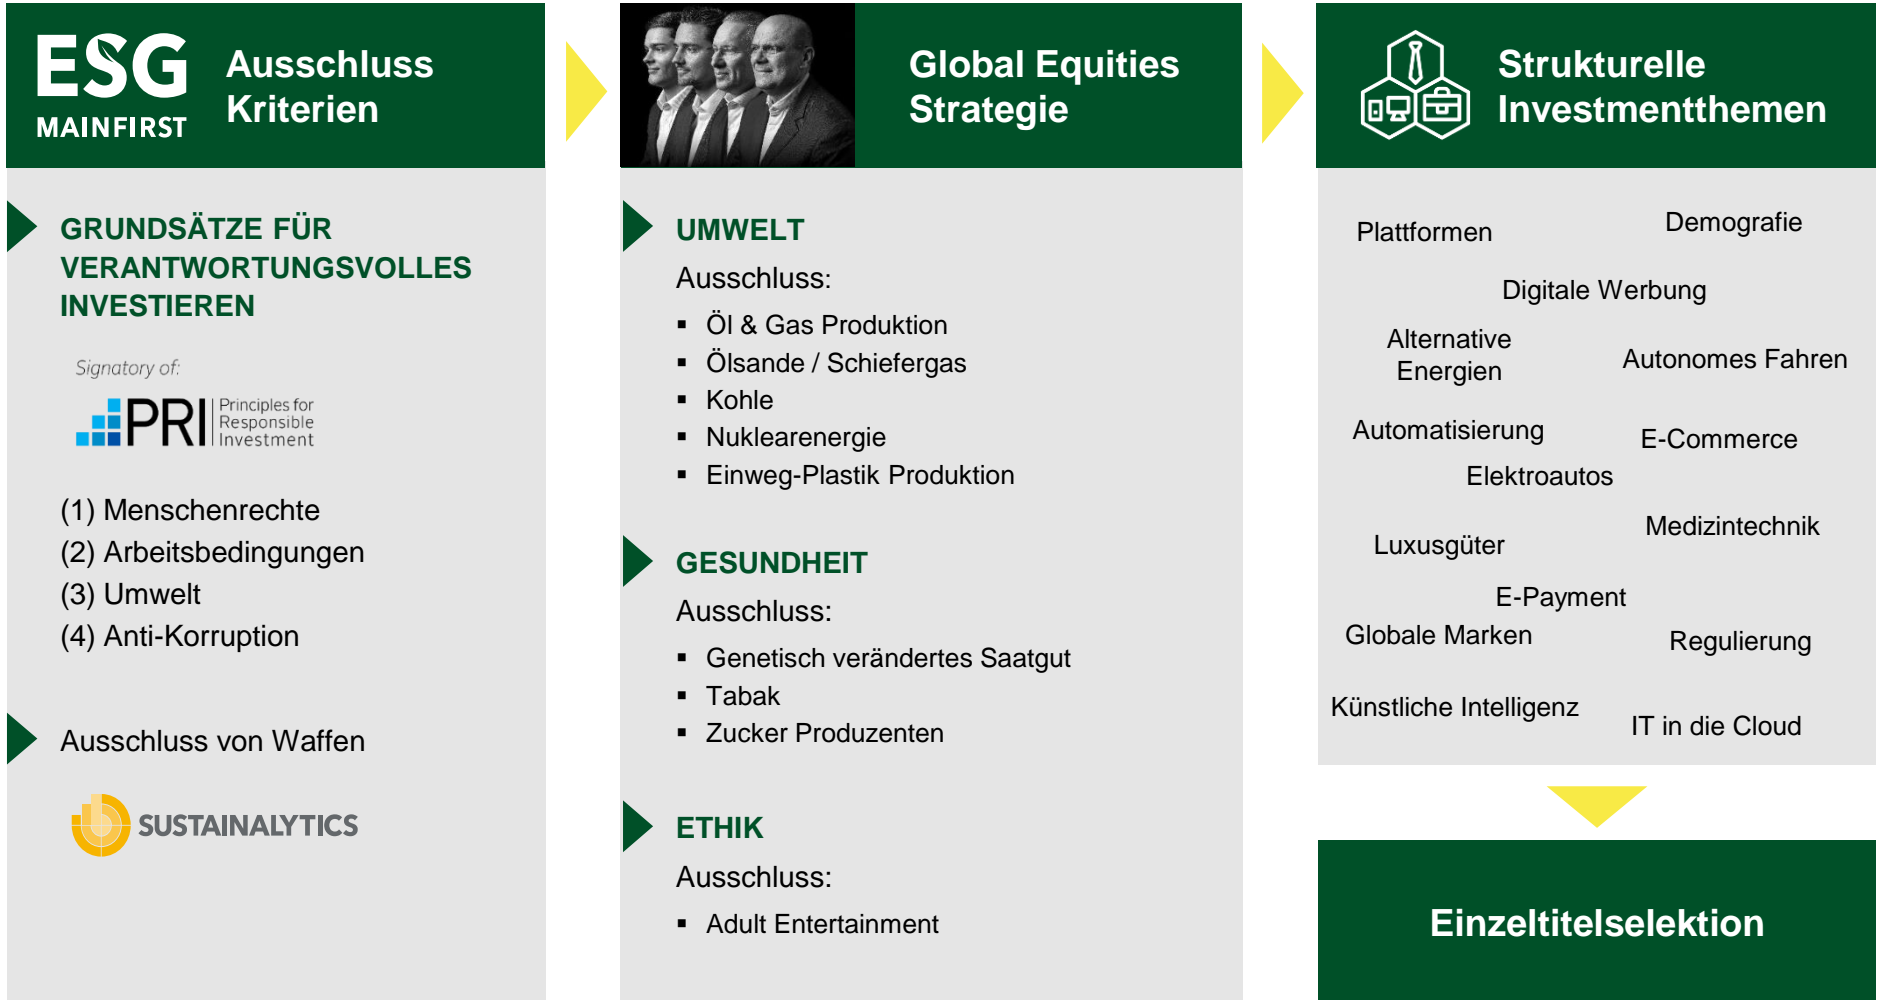 ESG
MAINFIRST
Ausschluss
Kriterien
GRUNDSÄTZE FÜR
VERANTWORTUNGSVOLLES
INVESTIEREN
Signatory of:
PRI
Principles for
Responsible
Investment
(1) Menschenrechte
(2) Arbeitsbedingungen
(3) Umwelt
(4) Anti-Korruption
Ausschluss von Waffen
SUSTAINALYTICS
Global Equities
Strategie
UMWELT
Ausschluss:
▪ Öl & Gas Produktion
▪ Ölsande / Schiefergas
▪ Kohle
▪ Nuklearenergie
▪ Einweg-Plastik Produktion
GESUNDHEIT
Ausschluss:
▪ Genetisch verändertes Saatgut
▪ Tabak
▪ Zucker Produzenten
ETHIK
Ausschluss:
▪ Adult Entertainment
Strukturelle
Investmentthemen
Plattformen
Demografie
Digitale Werbung
Alternative
Energien
Autonomes Fahren
Automatisierung
E-Commerce
Elektroautos
Medizintechnik
Luxusgüter
E-Payment
Globale Marken
Regulierung
Künstliche Intelligenz
IT in die Cloud
Einzeltitelselektion